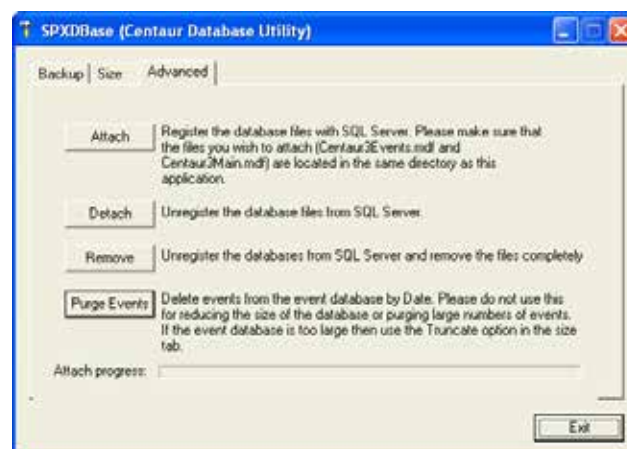 SPXDBase (Centaur Database Utility)
Backup Size Advanced
Attach
Register the database files with SQL Server. Please make sure that
the files you wish to attach (Centaur3Events.mdf and
Centaur3Main.mdf) are located in the same directory as this
application.
Detach
Unregister the database files from SQL Server.
Remove
Unregister the databases from SQL Server and remove the files completely
Purge Events
Delete events from the event database by Date. Please do not use this
for reducing the size of the database or purging large numbers of events.
If the event database is too large then use the Truncate option in the size
tab.
Attach progress:
Exit